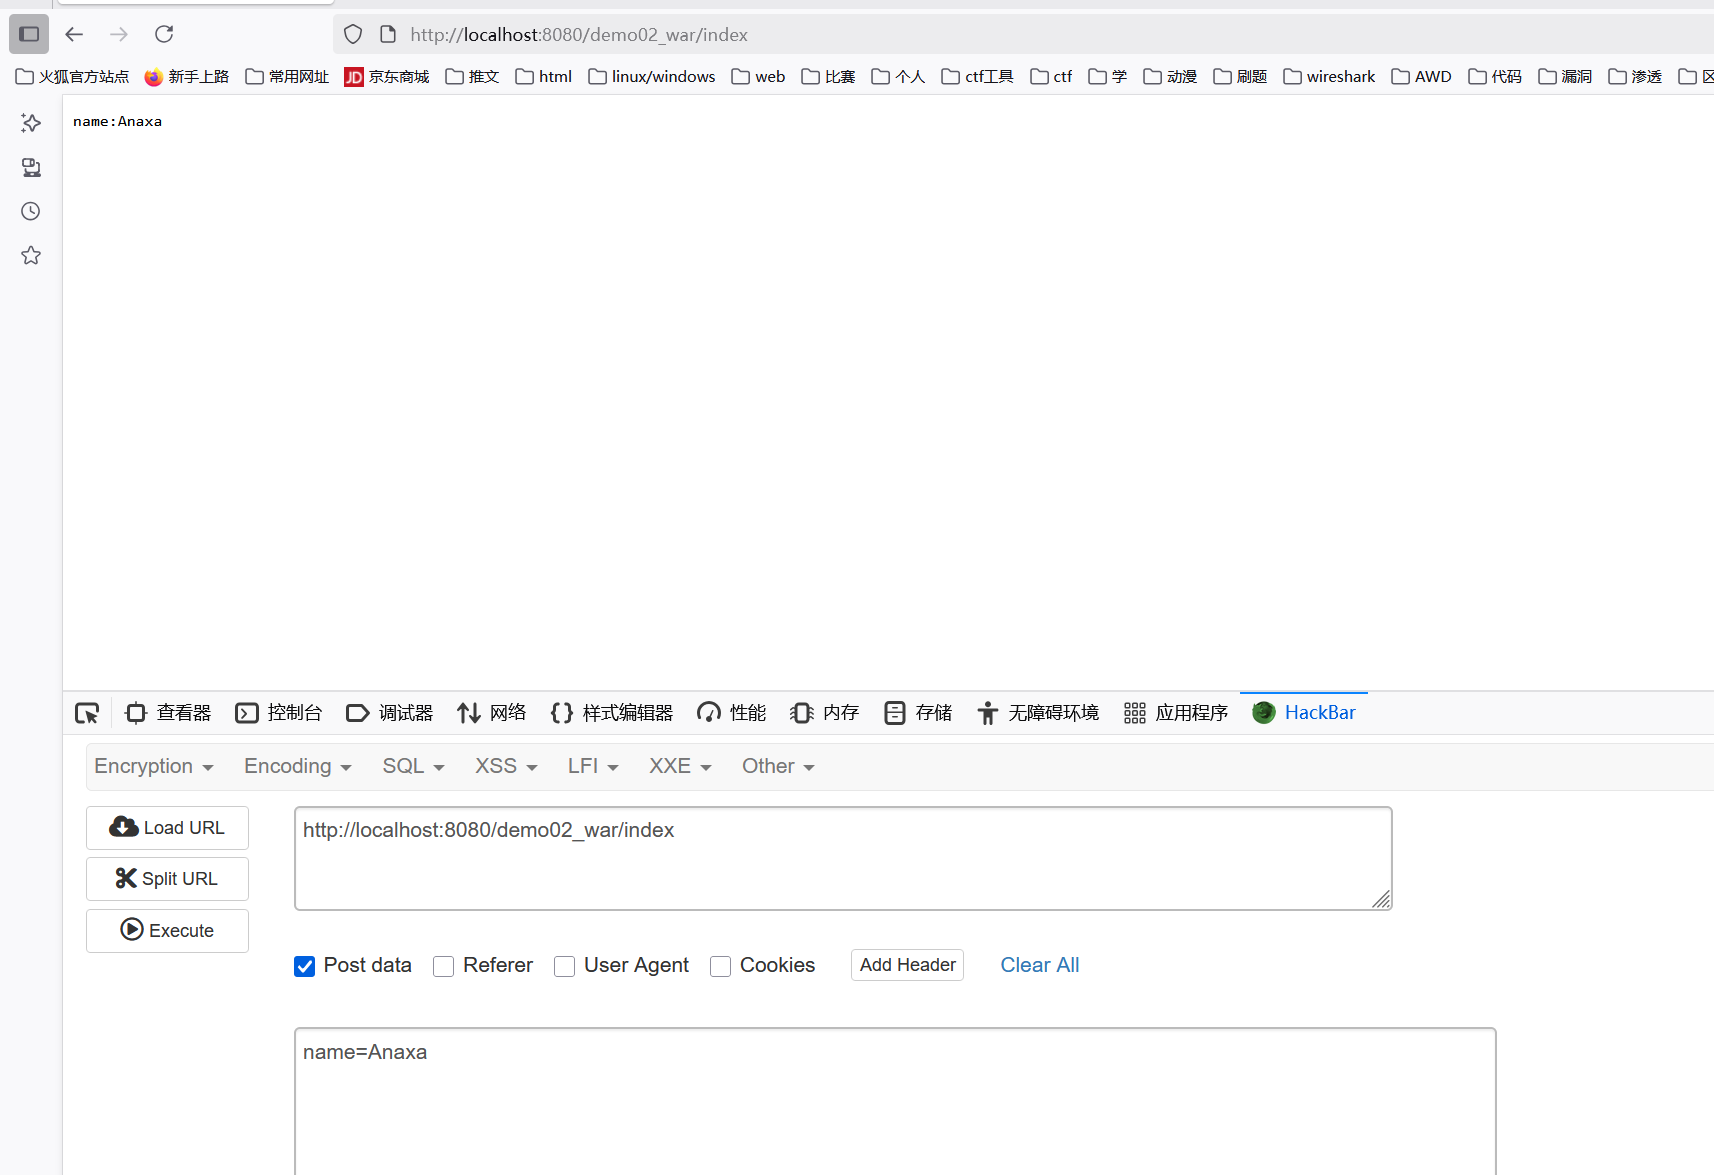 http://localhost:8080/demo02_war/index
火狐官方站点 新手上路 常用网址 JD 京东商城 推文 html linux/windows web 比赛 个人 ctf工具 ctf 学 动漫 刷题 wireshark AWD 代码 漏洞 渗透 区
name:Anaxa
查看器 控制台 调试器 网络 样式编辑器 性能 内存 存储 无障碍环境 应用程序 HackBar
Encryption Encoding SQL XSS LFI XXE Other
Load URL
http://localhost:8080/demo02_war/index
Split URL
Execute
Post data Referer User Agent Cookies Add Header Clear All
name=Anaxa